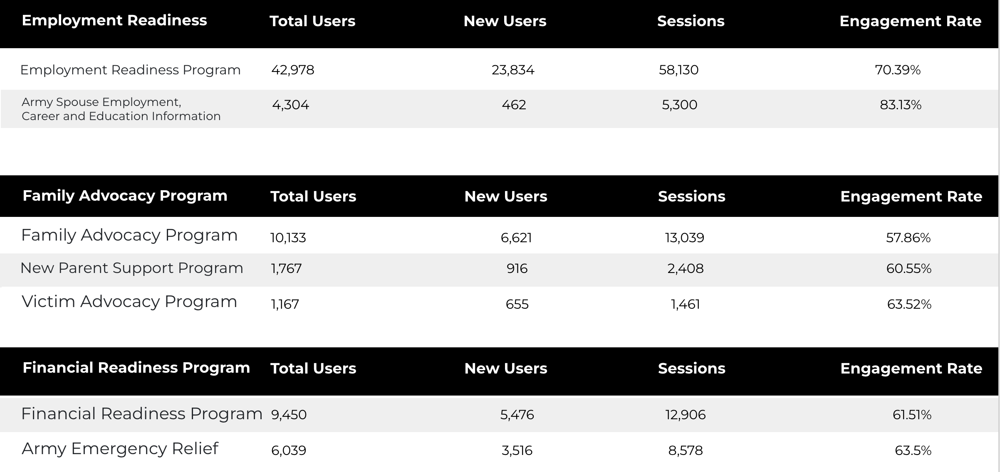 Employment Readiness Total Users New Users Sessions Engagement Rate
Employment Readiness Program 42,978 23,834 58,130 70.39%
Army Spouse Employment,
Career and Education Information 4,304 462 5,300 83.13%
Family Advocacy Program Total Users New Users Sessions Engagement Rate
Family Advocacy Program 10,133 6,621 13,039 57.86%
New Parent Support Program 1,767 916 2,408 60.55%
Victim Advocacy Program 1,167 655 1,461 63.52%
Financial Readiness Program Total Users New Users Sessions Engagement Rate
Financial Readiness Program 9,450 5,476 12,906 61.51%
Army Emergency Relief 6,039 3,516 8,578 63.5%